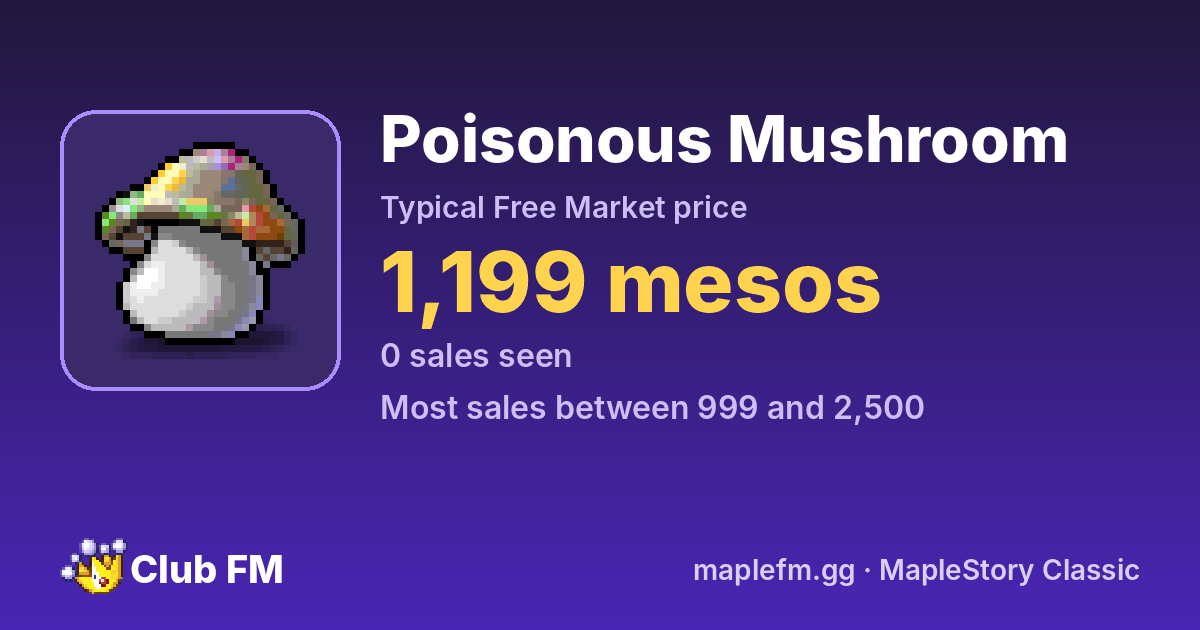 Poisonous Mushroom
Typical Free Market price
1,199 mesos
0 sales seen
Most sales between 999 and 2,500
Club FM
maplefm.gg · MapleStory Classic